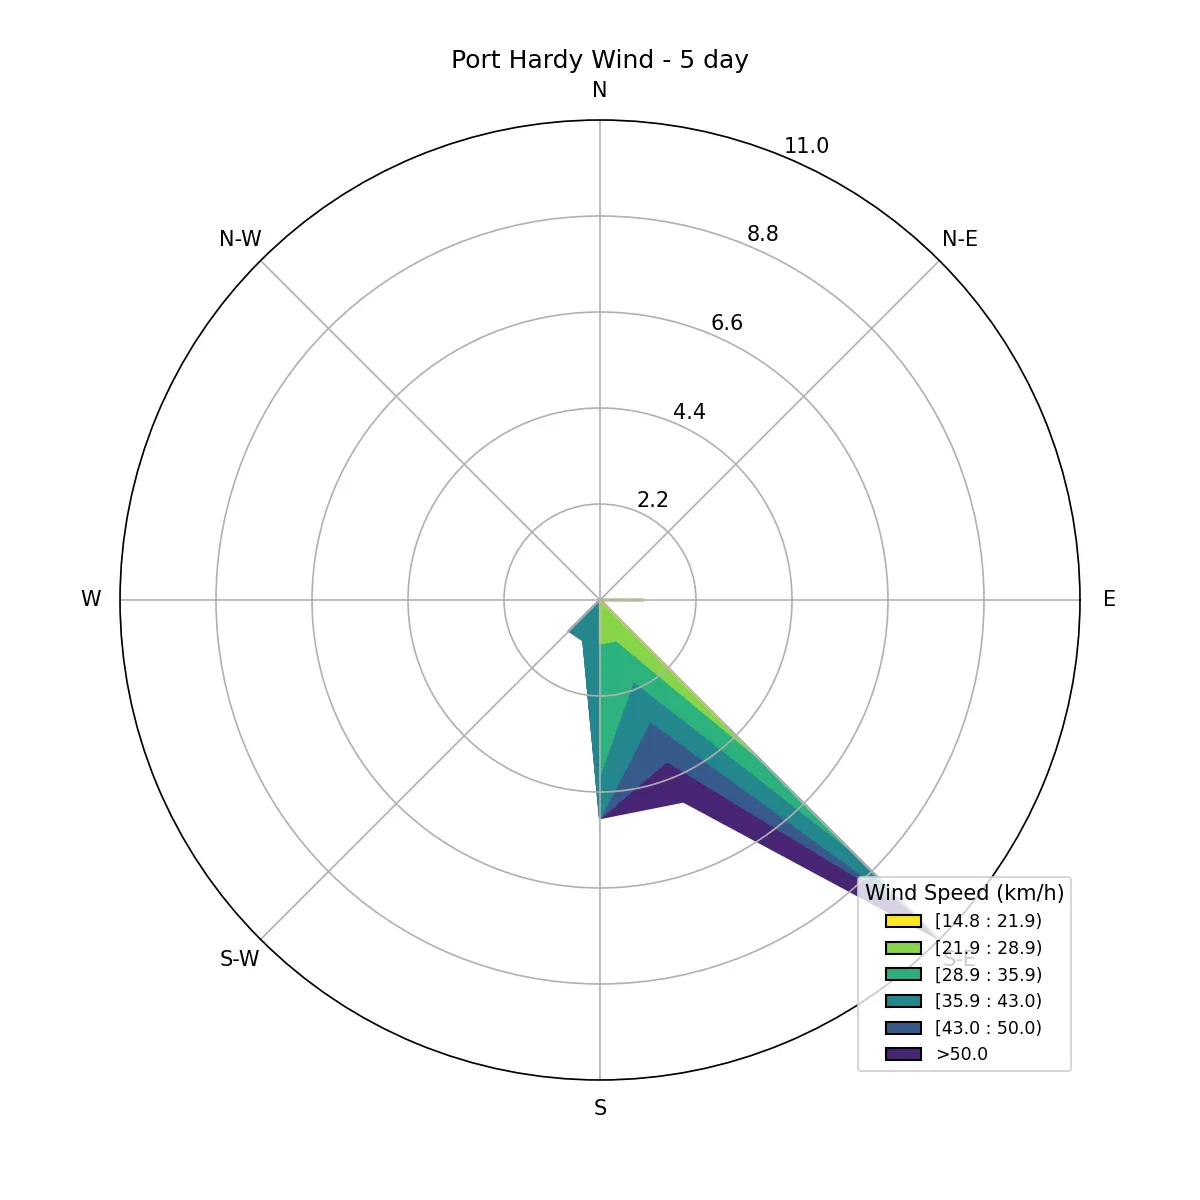 Port Hardy Wind - 5 day
N
11.0
N-W
N-E
8.8
6.6
4.4
2.2
W
E
S-W
S-E
Wind Speed (km/h)
[14.8 : 21.9)
[21.9 : 28.9)
[28.9 : 35.9)
[35.9 : 43.0)
[43.0 : 50.0)
>50.0
S